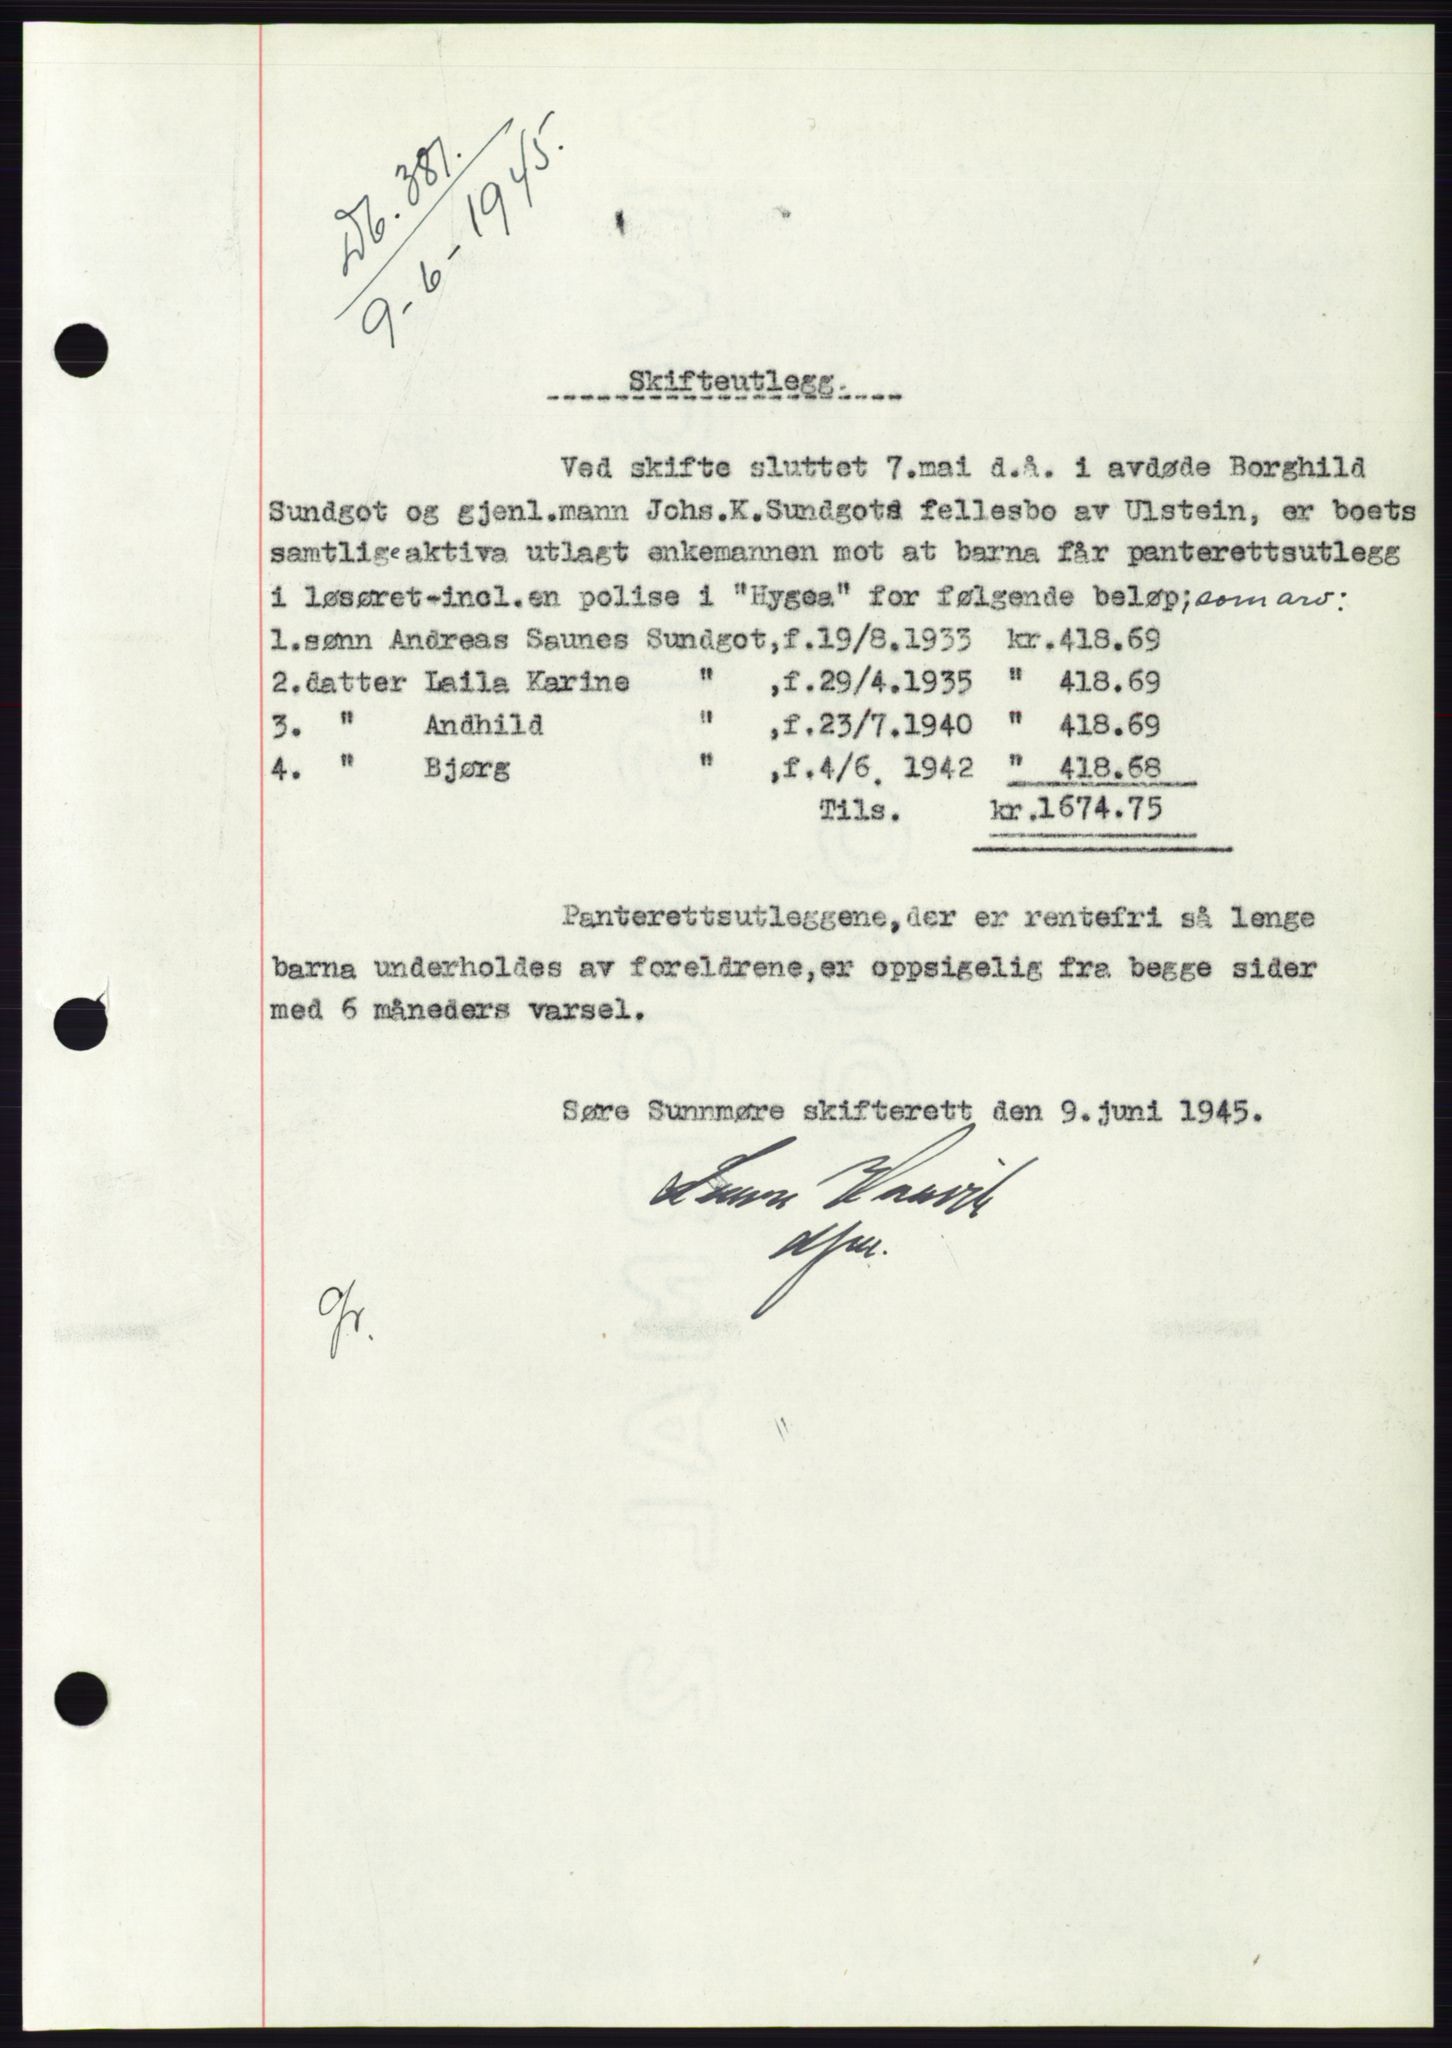 Db. 381.
9-6-1945.
Skifteutlegg.
Ved skifte sluttet 7.mai d.å. i avdøde Borghild
Sundgot og gjenl.mann Johs.K.Sundgots fellesbo av Ulstein, er boets
samtlige aktiva utlagt enkemannen mot at barna får panterettsutlegg
i løsøret-incl.en polise i "Hygea" for følgende beløp; som arv:
1.sønn Andreas Saunes Sundgot,f.19/8.1933 kr.418.69
2.datter Laila Karine " ,f.29/4.1935 " 418.69
3. " Andhild " ,f.23/7.1940 " 418.69
4. " Bjørg " ,f.4/6. 1942 " 418.68
Tils. kr.1674.75
Panterettsutleggene,der er rentefri så lenge
barna underholdes av foreldrene,er oppsigelig fra begge sider
med 6 måneders varsel.
Søre Sunnmøre skifterett den 9.juni 1945.
Gr.